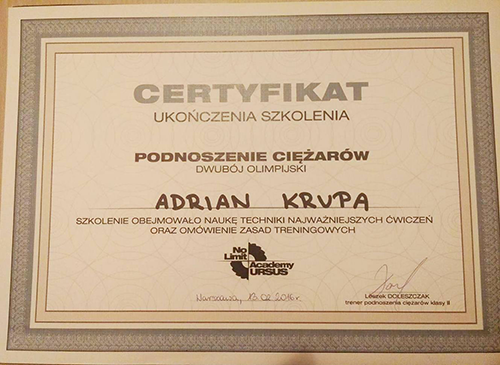 CERTYFIKAT
UKOŃCZENIA SZKOLENIA
PODNOSZENIE CIĘŻARÓW
DWUBÓJ OLIMPIJSKI
ADRIAN KRUPA
SZKOLENIE OBEJMOWAŁO NAUKĘ TECHNIKI NAJWAŻNIEJSZYCH ĆWICZEŃ
ORAZ OMÓWIENIE ZASAD TRENINGOWYCH
No
Limit Academy
URSUS
Warszawa, 13.02.2016r.
Leszek DOLESZCZAK
trener podnoszenia ciężarów klasy II